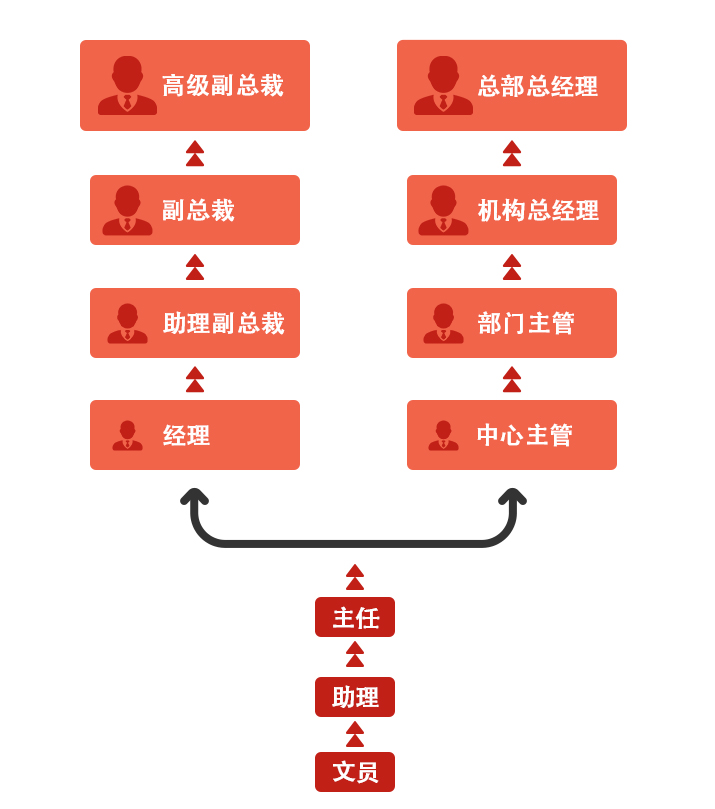 高级副总裁
总部总经理
副总裁
机构总经理
助理副总裁
部门主管
经理
中心主管
主任
助理
文员